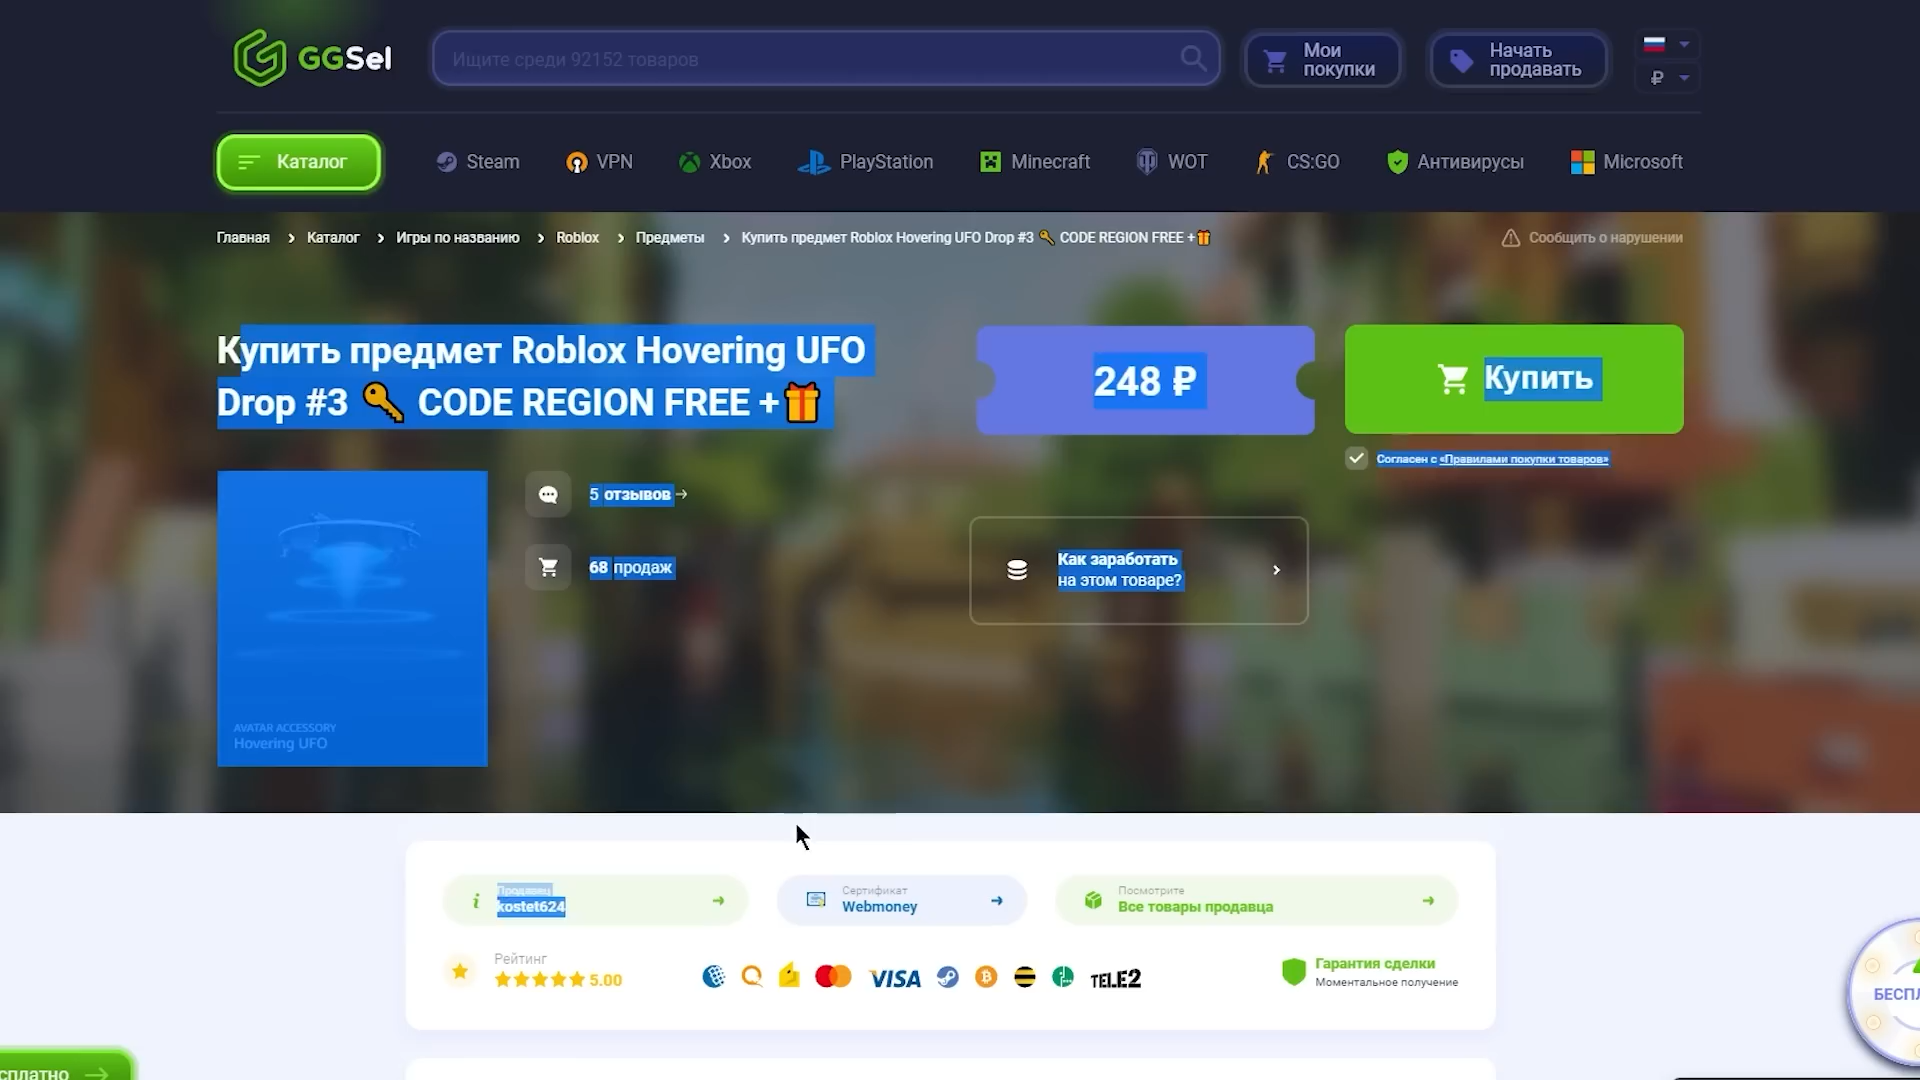 GGSel
Ищите среди 92152 товаров
Мои
покупки
Начать
продавать
₽
Каталог
Steam
VPN
Xbox
PlayStation
Minecraft
WOT
CS:GO
Антивирусы
Microsoft
Главная › Каталог › Игры по названию › Roblox › Предметы › Купить предмет Roblox Hovering UFO Drop #3 🔑 CODE REGION FREE +🎁
Сообщить о нарушении
Купить предмет Roblox Hovering UFO
Drop #3 🔑 CODE REGION FREE +🎁
248 ₽
Купить
Согласен с «Правилами покупки товаров»
5 отзывов →
68 продаж
Как заработать
на этом товаре?
AVATAR ACCESSORY
Hovering UFO
Продавец
kostet624
Сертификат
Webmoney
Посмотрите
Все товары продавца
Рейтинг
5.00
VISA
TELE2
Гарантия сделки
Моментальное получение
БЕСПЛ
сплатно